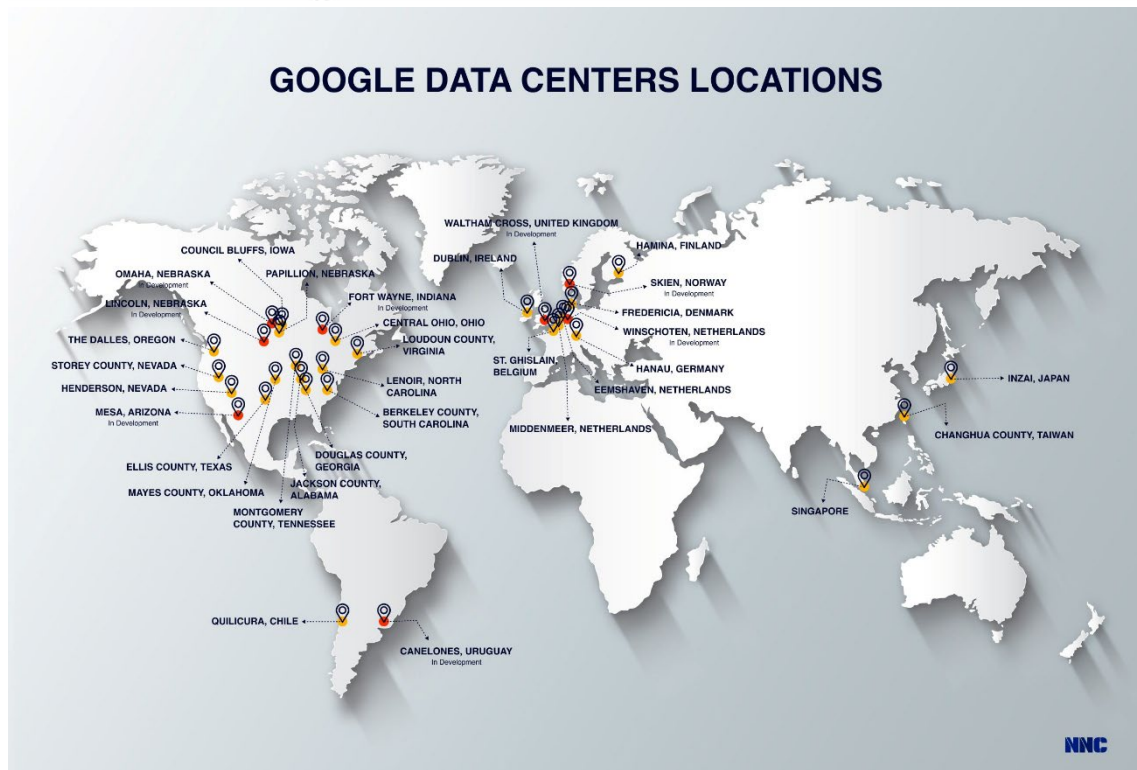 GOOGLE DATA CENTERS LOCATIONS
WALTHAM CROSS, UNITED KINGDOM
In Development
COUNCIL BLUFFS, IOWA
HAMINA, FINLAND
DUBLIN, IRELAND
OMAHA, NEBRASKA
In Development
PAPILLION, NEBRASKA
SKIEN, NORWAY
In Development
LINCOLN, NEBRASKA
FORT WAYNE, INDIANA
In Development
FREDERICIA, DENMARK
CENTRAL OHIO, OHIO
WINSCHOTEN, NETHERLANDS
In Development
THE DALLES, OREGON
LOUDOUN COUNTY,
VIRGINIA
ST. GHISLAIN,
BELGIUM
STOREY COUNTY, NEVADA
HANAU, GERMANY
HENDERSON, NEVADA
LENOIR, NORTH
CAROLINA
EEMSHAVEN, NETHERLANDS
INZAI, JAPAN
MESA, ARIZONA
In Development
BERKELEY COUNTY,
SOUTH CAROLINA
MIDDENMEER, NETHERLANDS
CHANGHUA COUNTY, TAIWAN
DOUGLAS COUNTY,
GEORGIA
ELLIS COUNTY, TEXAS
JACKSON COUNTY,
ALABAMA
MAYES COUNTY, OKLAHOMA
MONTGOMERY
COUNTY, TENNESSEE
SINGAPORE
QUILICURA, CHILE
CANELONES, URUGUAY
In Development
NNC